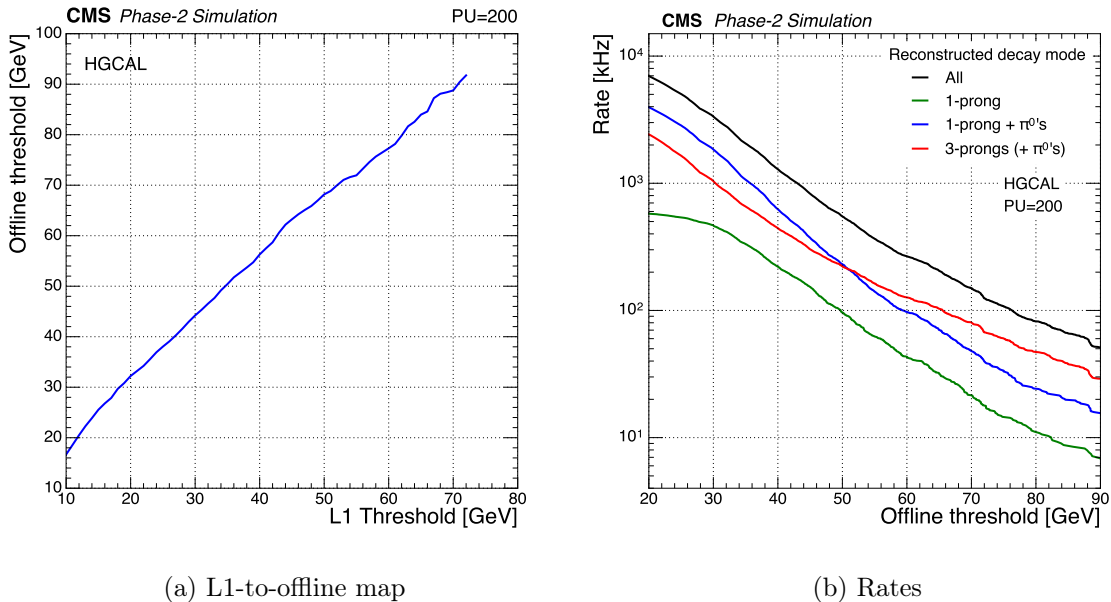 CMS Phase-2 Simulation PU=200
HGCAL
Offline threshold [GeV]
100
90
80
70
60
50
40
30
20
10
10 20 30 40 50 60 70 80
L1 Threshold [GeV]
(a) L1-to-offline map
CMS Phase-2 Simulation
Rate [kHz]
10⁴
10³
10²
10¹
Reconstructed decay mode
All
1-prong
1-prong + π⁰'s
3-prongs (+ π⁰'s)
HGCAL
PU=200
20 30 40 50 60 70 80 90
Offline threshold [GeV]
(b) Rates